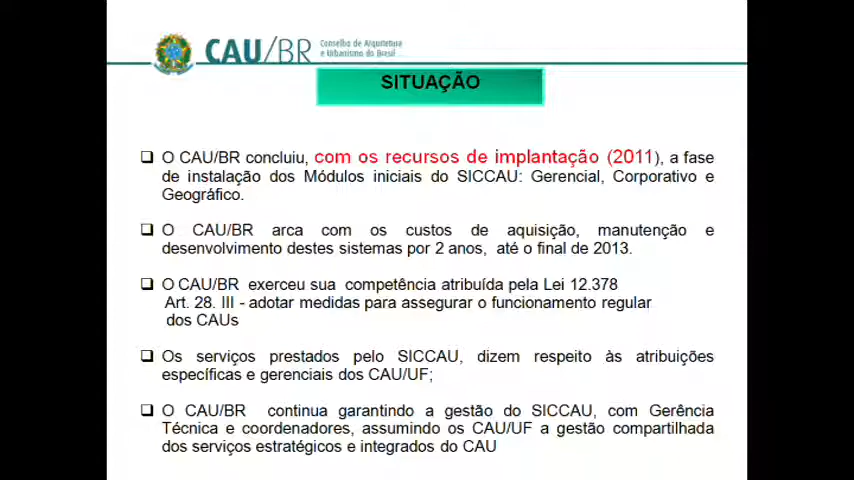 CAU/BR
Conselho de Arquitetura
e Urbanismo do Brasil
SITUAÇÃO
O CAU/BR concluiu, com os recursos de implantação (2011), a fase
de instalação dos Módulos iniciais do SICCAU: Gerencial, Corporativo e
Geográfico.
O CAU/BR arca com os custos de aquisição, manutenção e
desenvolvimento destes sistemas por 2 anos, até o final de 2013.
O CAU/BR exerceu sua competência atribuída pela Lei 12.378
Art. 28. III - adotar medidas para assegurar o funcionamento regular
dos CAUs
Os serviços prestados pelo SICCAU, dizem respeito às atribuições
específicas e gerenciais dos CAU/UF;
O CAU/BR continua garantindo a gestão do SICCAU, com Gerência
Técnica e coordenadores, assumindo os CAU/UF a gestão compartilhada
dos serviços estratégicos e integrados do CAU